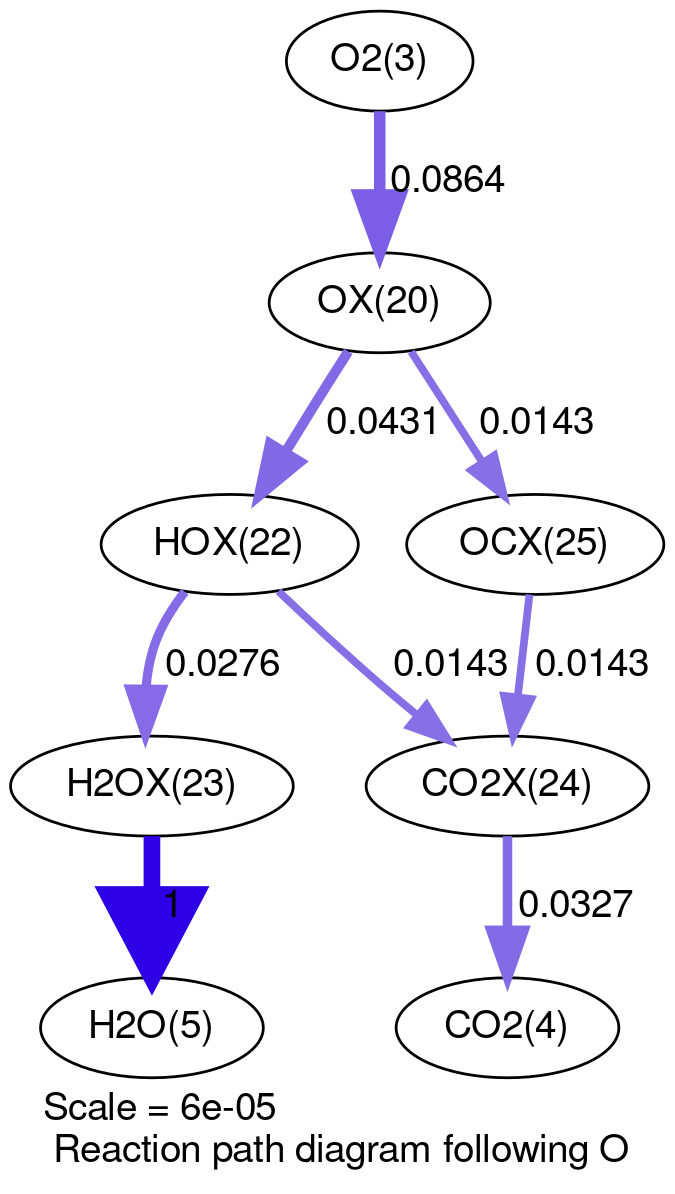 O2(3)
0.0864
OX(20)
0.0431
0.0143
HOX(22)
OCX(25)
0.0276
0.0143
0.0143
H2OX(23)
CO2X(24)
1
0.0327
H2O(5)
CO2(4)
Scale = 6e-05
Reaction path diagram following O